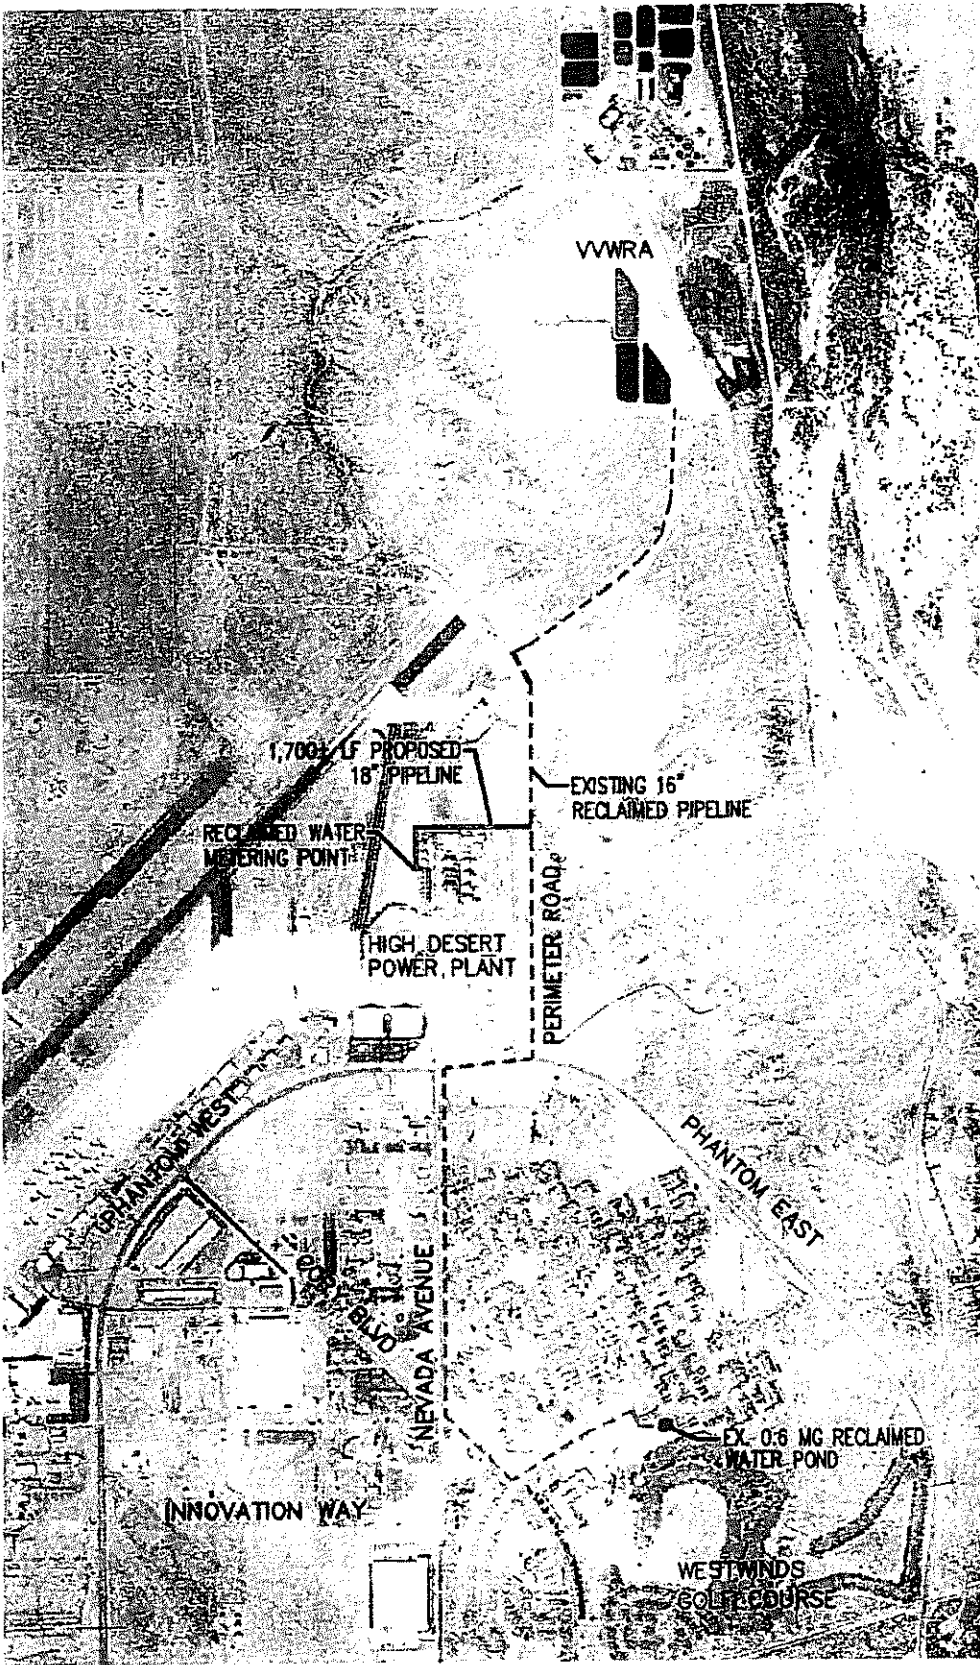 VVWRA
1,700± LF PROPOSED
18" PIPELINE
EXISTING 16"
RECLAIMED PIPELINE
RECLAIMED WATER
METERING POINT
HIGH DESERT
POWER PLANT
PERIMETER ROAD
PHANTOM WEST
PHANTOM EAST
BLVD
NEVADA AVENUE
EX. 0.6 MG RECLAIMED
WATER POND
INNOVATION WAY
WESTWINDS
GOLF COURSE